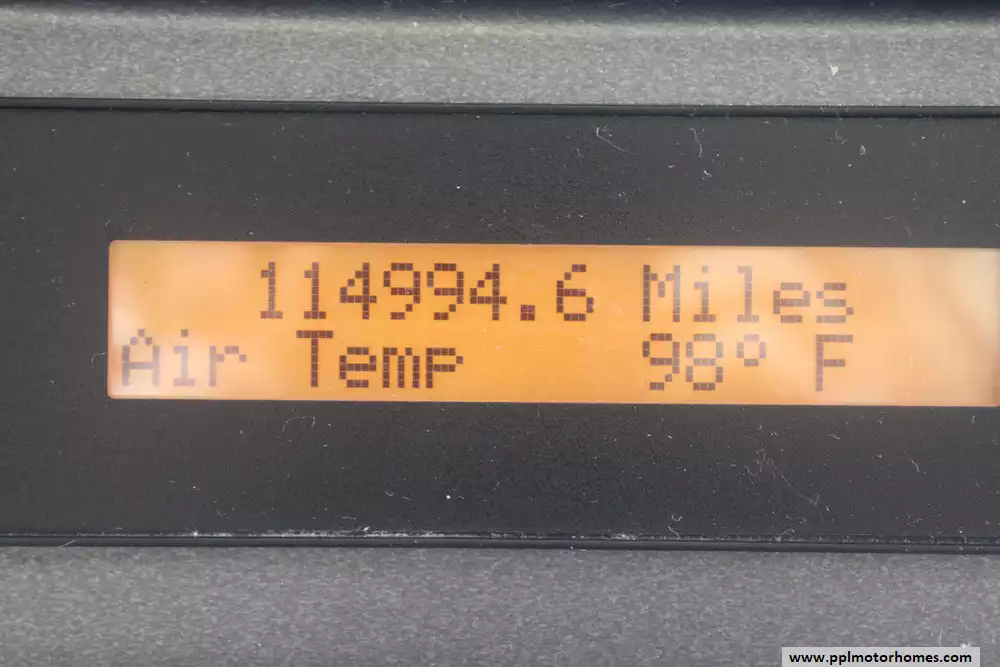 114994.6 Miles
Air Temp 98° F
www.pplmotorhomes.com